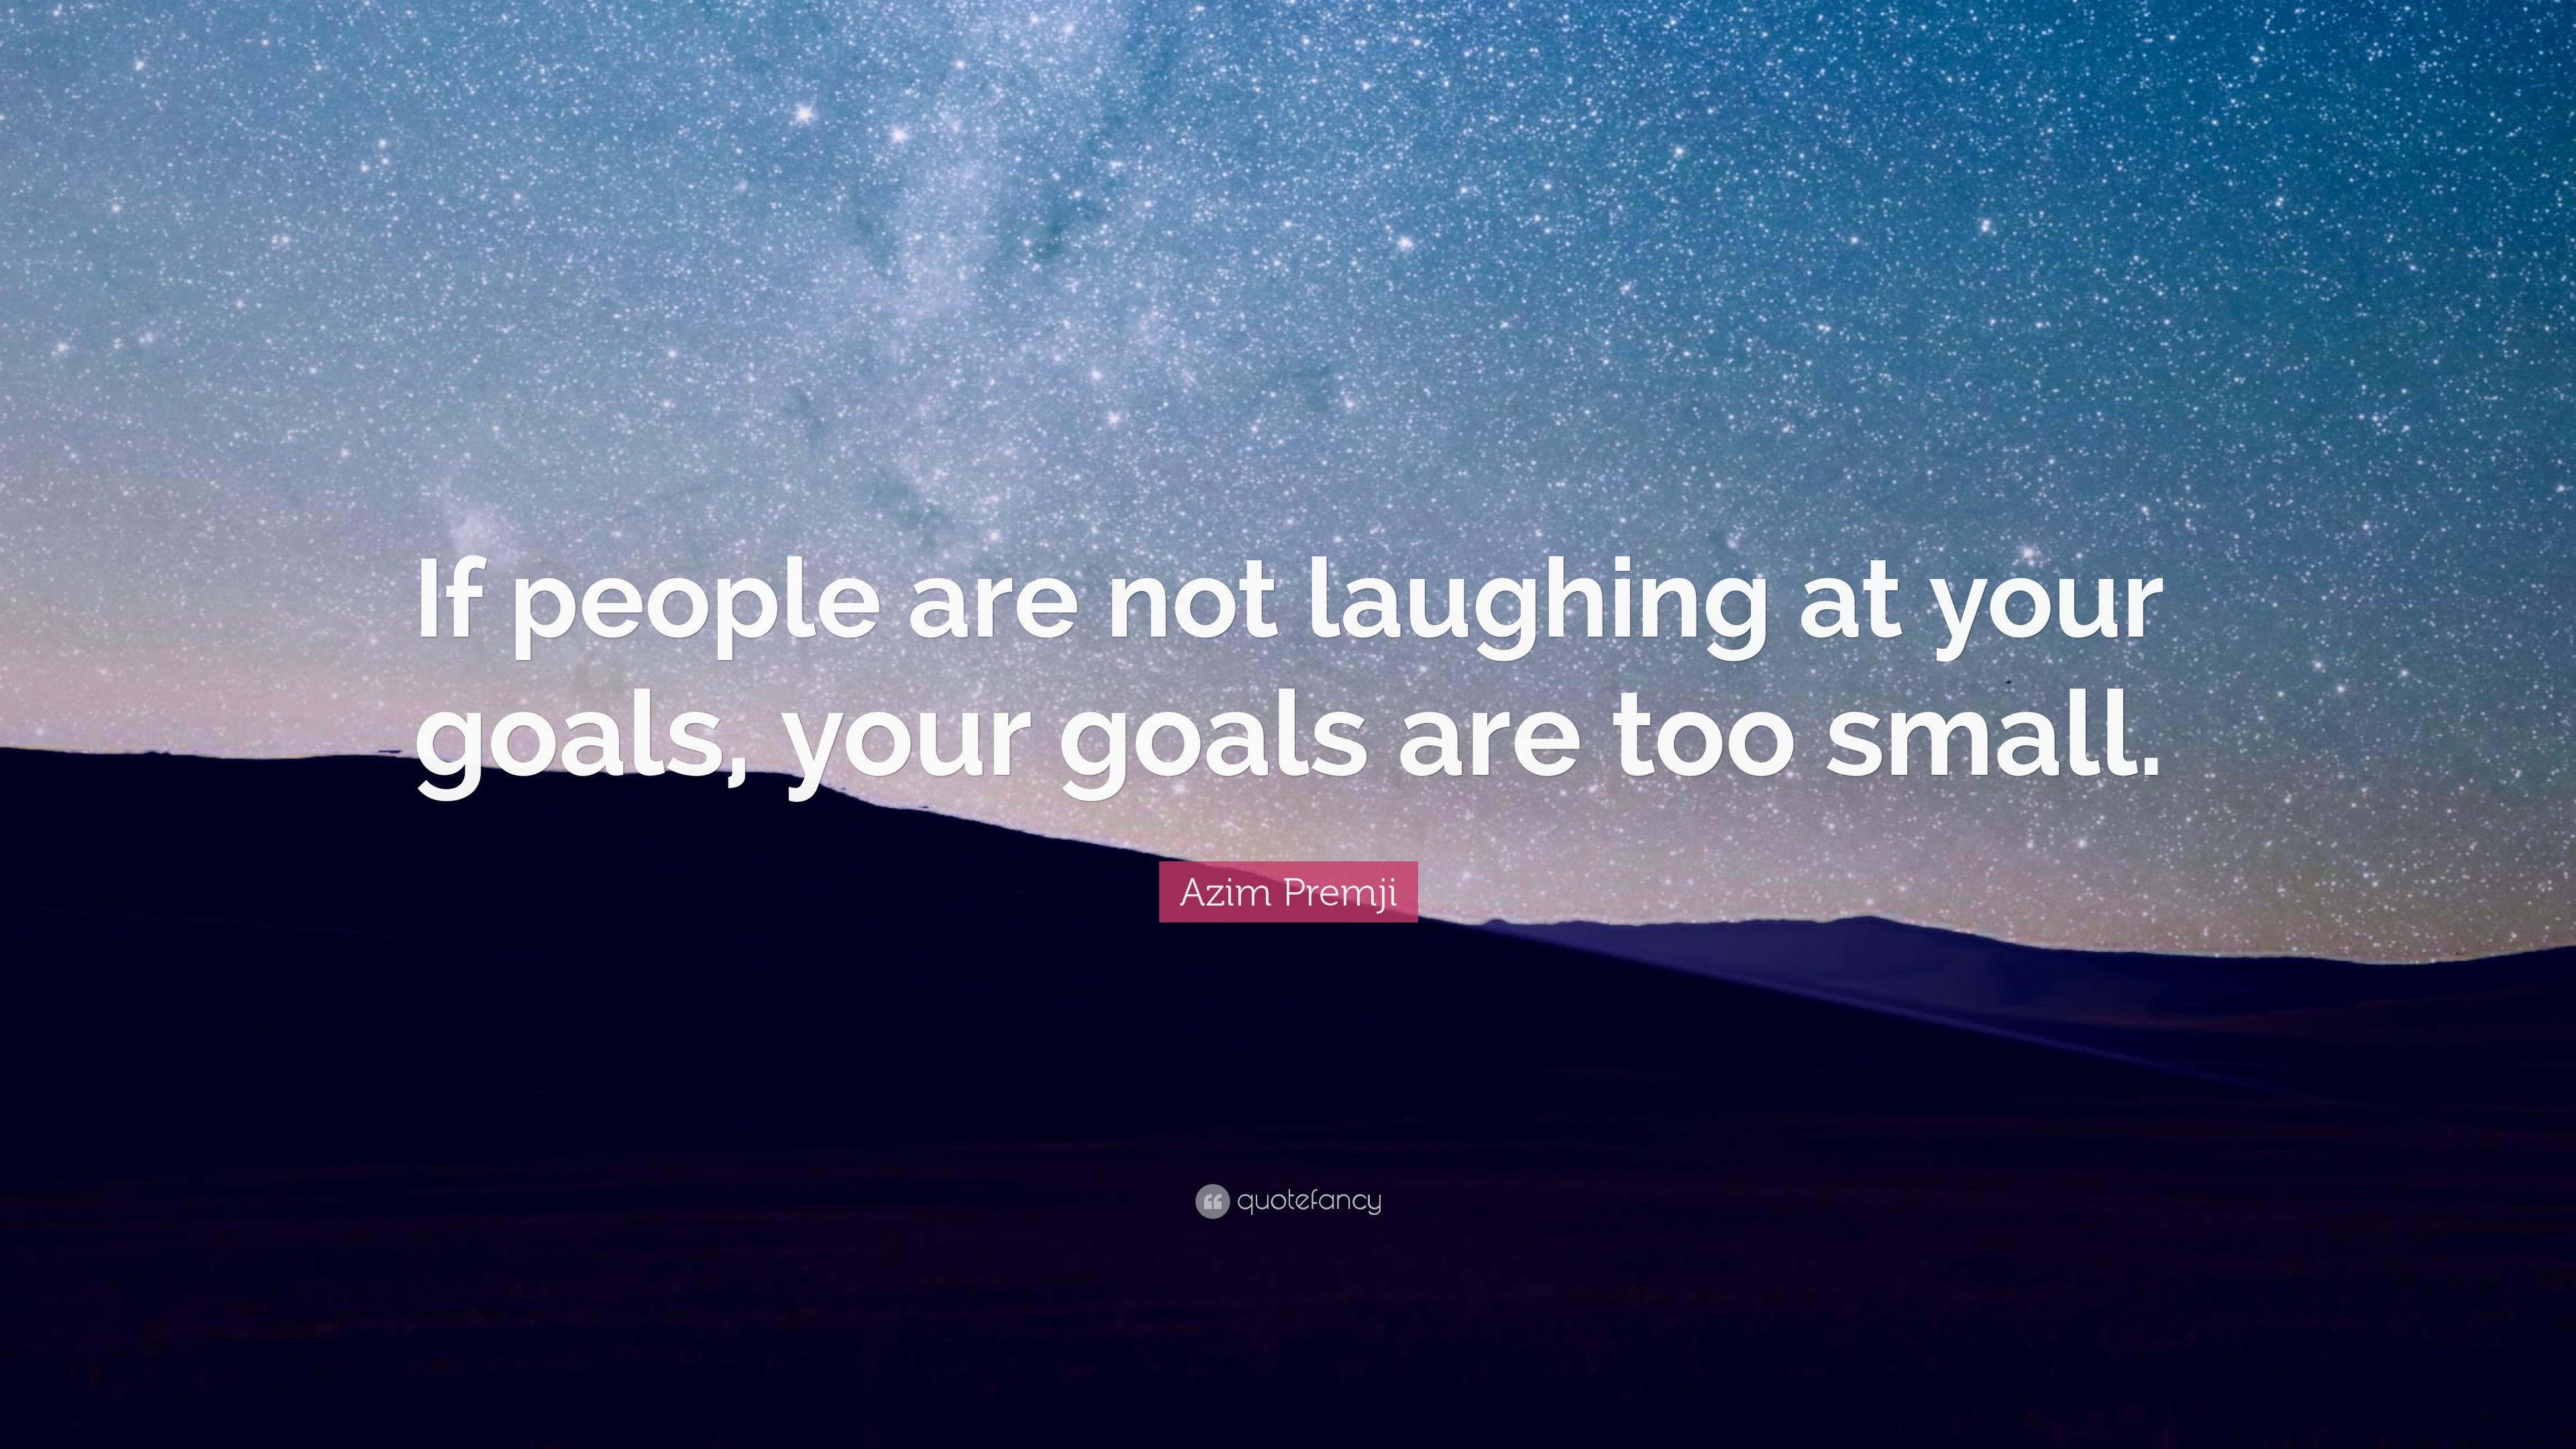 If people are not laughing at your
goals, your goals are too small.
Azim Premji
quotefancy